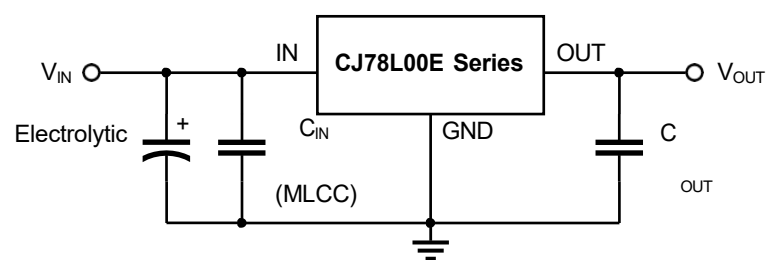 IN
CJ78L00E Series
OUT
VIN
VOUT
Electrolytic
+
CIN
GND
C
OUT
(MLCC)